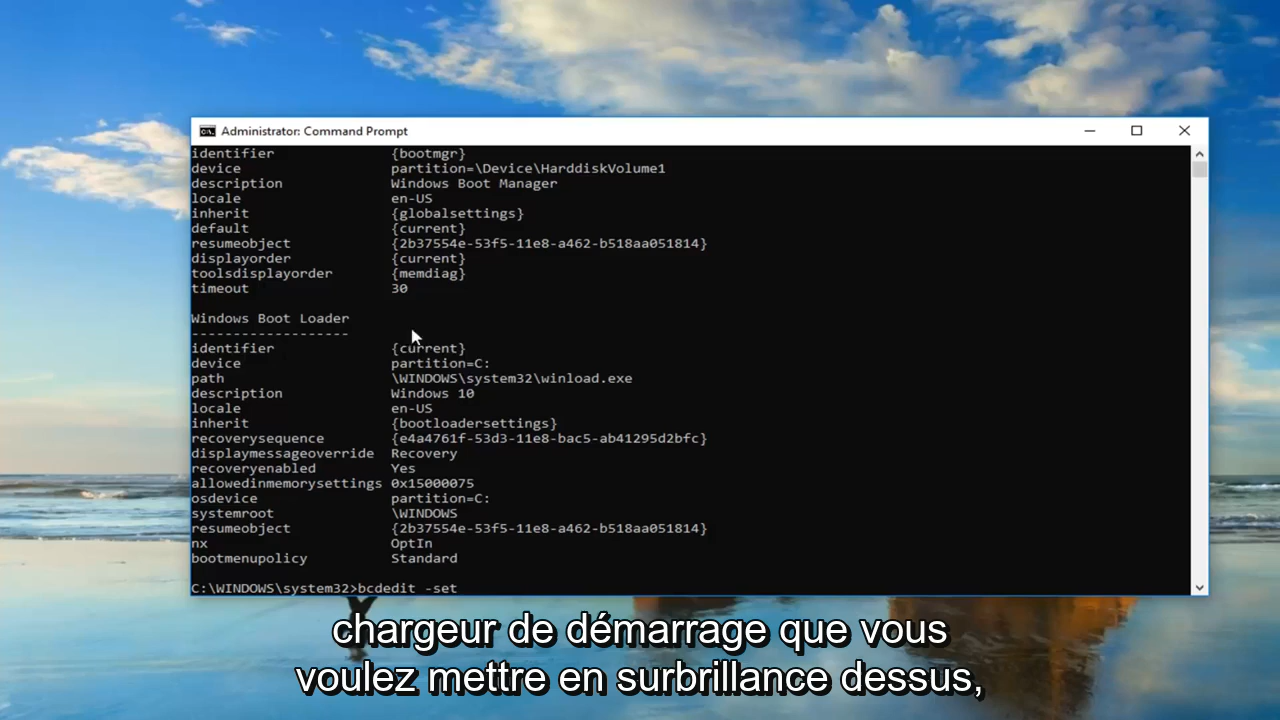 Administrator: Command Prompt
identifier {bootmgr}
device partition=\Device\HarddiskVolume1
description Windows Boot Manager
locale en-US
inherit {globalsettings}
default {current}
resumeobject {2b37554e-53f5-11e8-a462-b518aa051814}
displayorder {current}
toolsdisplayorder {memdiag}
timeout 30
Windows Boot Loader
-------------------
identifier {current}
device partition=C:
path \WINDOWS\system32\winload.exe
description Windows 10
locale en-US
inherit {bootloadersettings}
recoverysequence {e4a4761f-53d3-11e8-bac5-ab41295d2bfc}
displaymessageoverride Recovery
recoveryenabled Yes
allowedinmemorysettings 0x15000075
osdevice partition=C:
systemroot \WINDOWS
resumeobject {2b37554e-53f5-11e8-a462-b518aa051814}
nx OptIn
bootmenupolicy Standard
C:\WINDOWS\system32>bcdedit -set
chargeur de démarrage que vous
voulez mettre en surbrillance dessus,